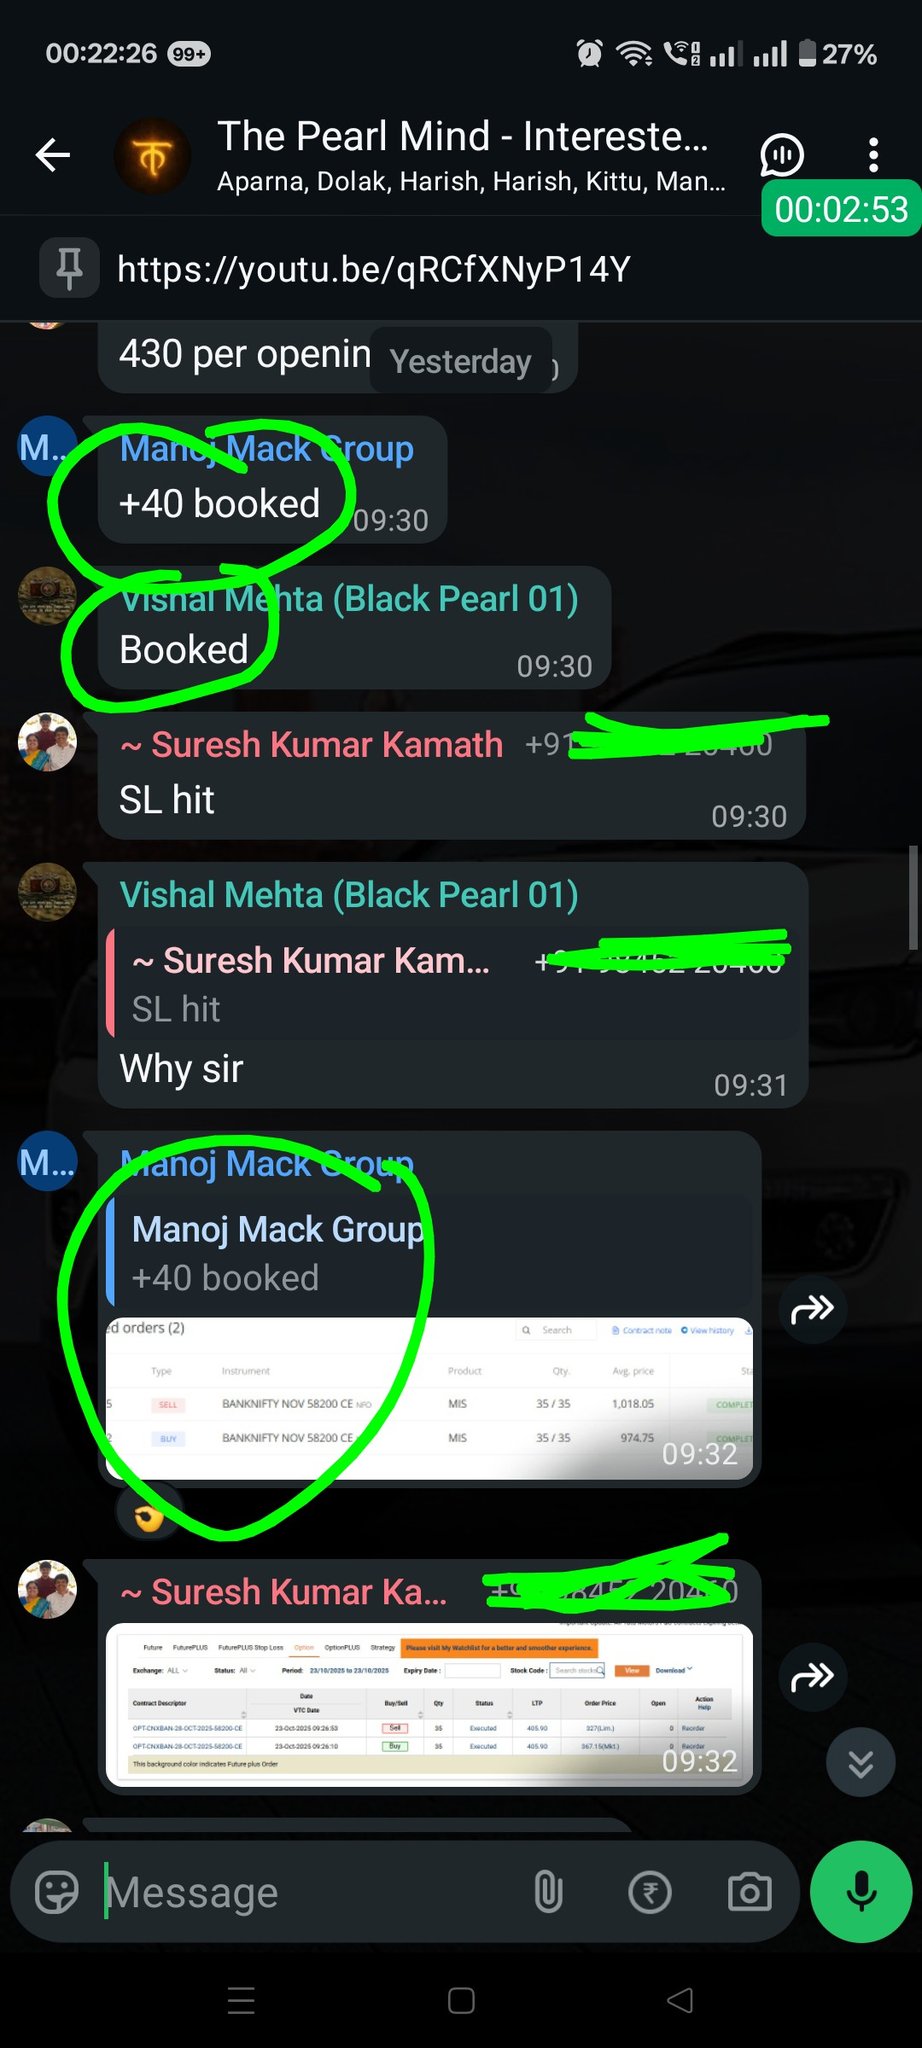 00:22:26 99+ 27%
The Pearl Mind - Intereste...
Aparna, Dolak, Harish, Harish, Kittu, Man...
00:02:53
https://youtu.be/qRCfXNyP14Y
430 per openin
Yesterday
M...
Manoj Mack Group
+40 booked
09:30
Vishal Mehta (Black Pearl 01)
Booked
09:30
~ Suresh Kumar Kamath +91
SL hit
09:30
Vishal Mehta (Black Pearl 01)
~ Suresh Kumar Kam...
SL hit
Why sir
09:31
M...
Manoj Mack Group
Manoj Mack Group
+40 booked
ed orders (2) Search Contract note View history
Type Instrument Product Qty. Avg. price Sta
5 SELL BANKNIFTY NOV 58200 CE NFO MIS 35 / 35 1,018.05 COMPLET
2 BUY BANKNIFTY NOV 58200 CE MIS 35 / 35 974.75 COMPLET
09:32
~ Suresh Kumar Ka...
Future FuturePLUS FuturePLUS Stop Loss Option OptionPLUS Strategy Please visit My Watchlist for a better and smoother experience.
Exchange: ALL Status: All Period: 23/10/2025 to 23/10/2025 Expiry Date : Stock Code : Search stocks View Download
Contract Descriptor Date VTC Date Buy/Sell Qty Status LTP Order Price Open Action Help
OPT-CNXBAN-28-OCT-2025-58200-CE 23-Oct-2025 09:26:53 Sell 35 Executed 405.90 327(Lim.) 0 Reorder
OPT-CNXBAN-28-OCT-2025-58200-CE 23-Oct-2025 09:26:10 Buy 35 Executed 405.90 367.15(Mkt.) 0 Reorder
This background color indicates Future plus Order
09:32
Message